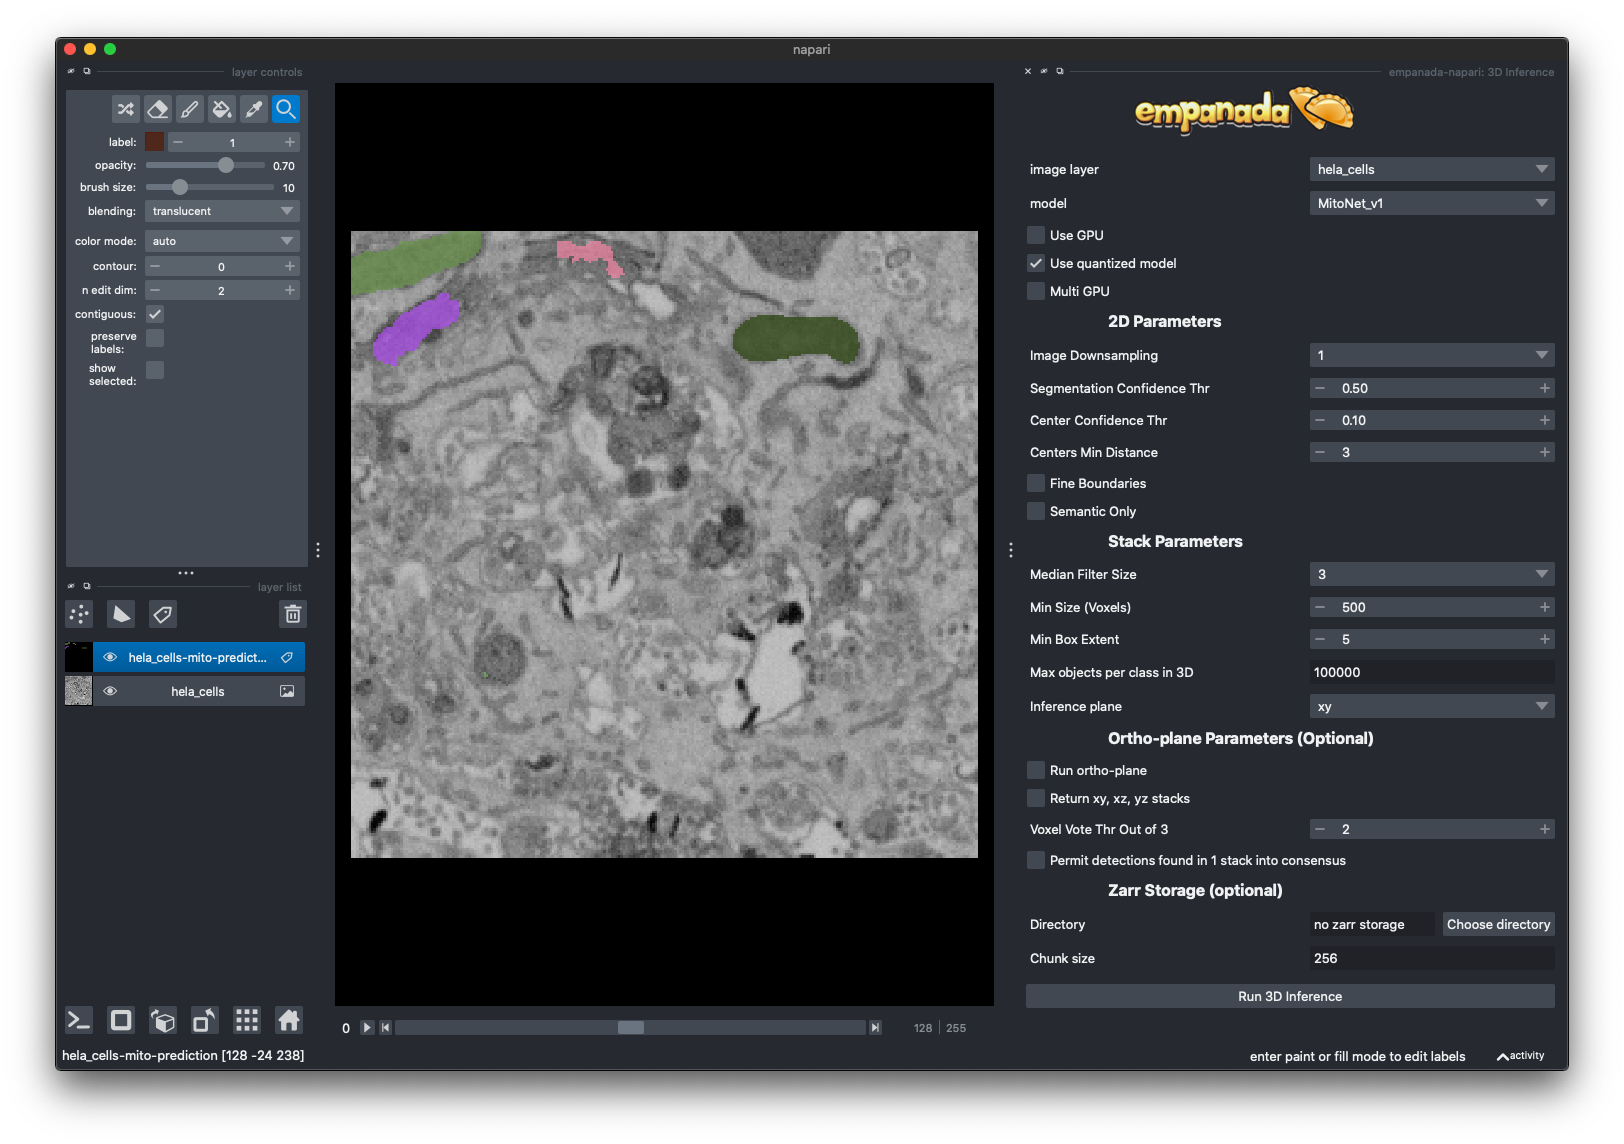 napari
layer controls
label:
1
opacity:
0.70
brush size:
10
blending:
translucent
color mode:
auto
contour:
0
n edit dim:
2
contiguous:
preserve
labels:
show
selected:
layer list
hela_cells-mito-predict...
hela_cells
hela_cells-mito-prediction [128 -24 238]
0
128 | 255
empanada-napari: 3D Inference
empanada
image layer
hela_cells
model
MitoNet_v1
Use GPU
Use quantized model
Multi GPU
2D Parameters
Image Downsampling
1
Segmentation Confidence Thr
0.50
Center Confidence Thr
0.10
Centers Min Distance
3
Fine Boundaries
Semantic Only
Stack Parameters
Median Filter Size
3
Min Size (Voxels)
500
Min Box Extent
5
Max objects per class in 3D
100000
Inference plane
xy
Ortho-plane Parameters (Optional)
Run ortho-plane
Return xy, xz, yz stacks
Voxel Vote Thr Out of 3
2
Permit detections found in 1 stack into consensus
Zarr Storage (optional)
Directory
no zarr storage
Choose directory
Chunk size
256
Run 3D Inference
enter paint or fill mode to edit labels
activity